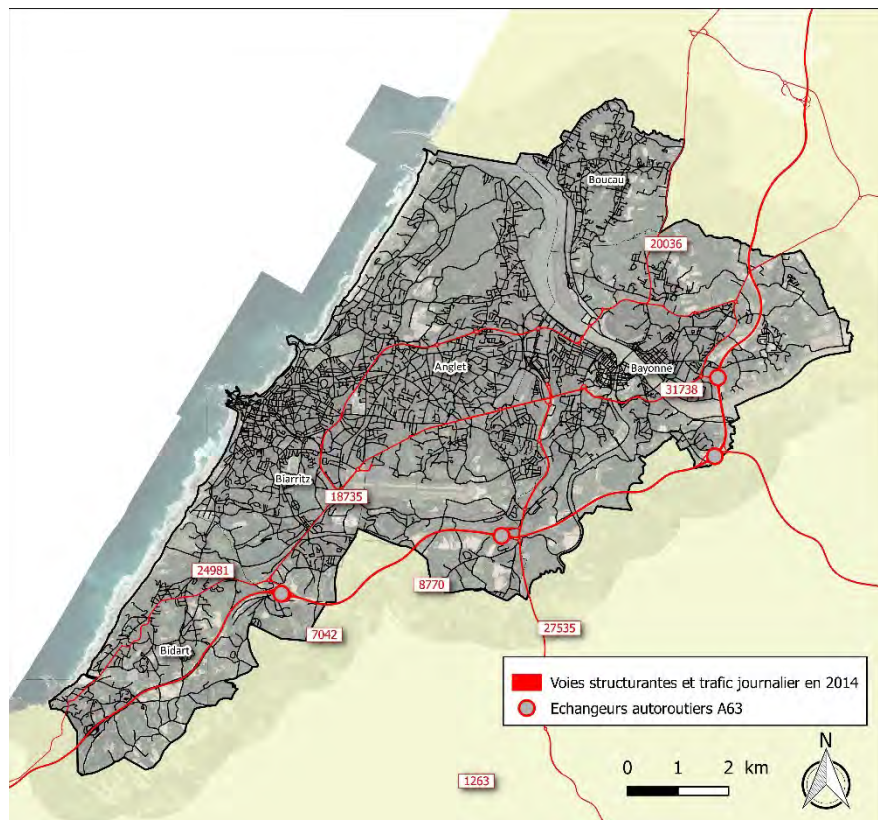 Boucau
20036
Anglet
Bayonne
31738
Biarritz
18735
24981
8770
7042
27535
Bidart
Voies structurantes et trafic journalier en 2014
Echangeurs autoroutiers A63
N
0 1 2 km
1263